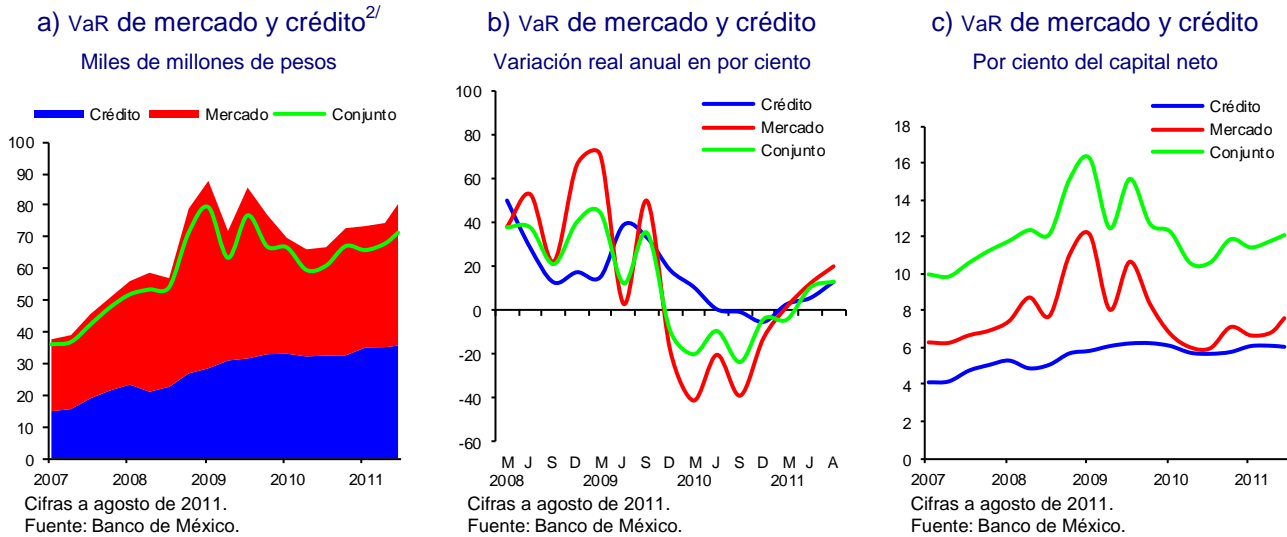 a) VaR de mercado y crédito2/
Miles de millones de pesos
Crédito Mercado Conjunto
100
90
80
70
60
50
40
30
20
10
0
2007 2008 2009 2010 2011
Cifras a agosto de 2011.
Fuente: Banco de México.
b) VaR de mercado y crédito
Variación real anual en por ciento
Crédito
Mercado
Conjunto
100
80
60
40
20
0
-20
-40
-60
M J S D M J S D M J S D M J A
2008 2009 2010 2011
Cifras a agosto de 2011.
Fuente: Banco de México.
c) VaR de mercado y crédito
Por ciento del capital neto
Crédito
Mercado
Conjunto
18
16
14
12
10
8
6
4
2
0
2007 2008 2009 2010 2011
Cifras a agosto de 2011.
Fuente: Banco de México.